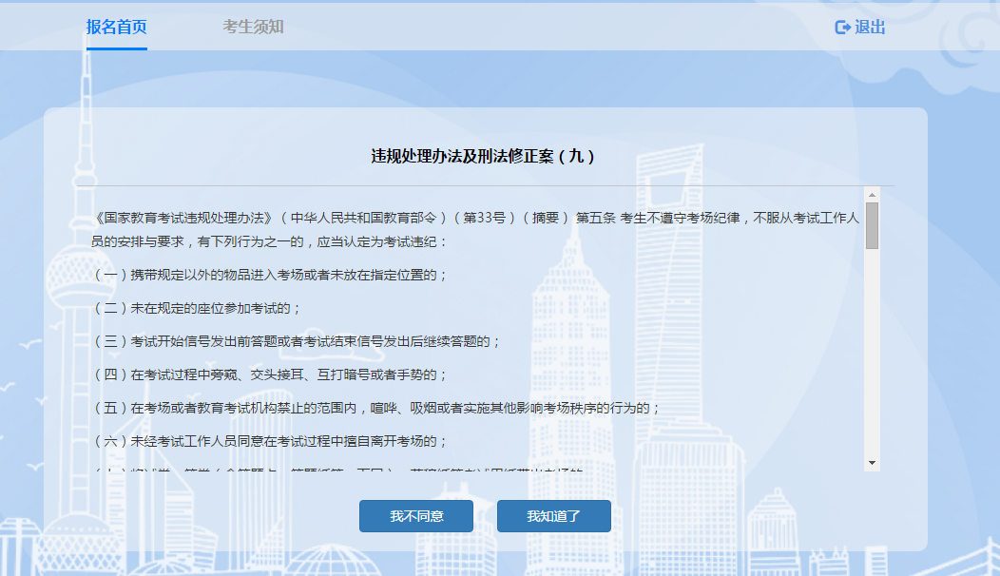 报名首页
考生须知
退出
违规处理办法及刑法修正案（九）
《国家教育考试违规处理办法》（中华人民共和国教育部令）（第33号）（摘要） 第五条 考生不遵守考场纪律，不服从考试工作人
员的安排与要求，有下列行为之一的，应当认定为考试违纪：
（一）携带规定以外的物品进入考场或者未放在指定位置的；
（二）未在规定的座位参加考试的；
（三）考试开始信号发出前答题或者考试结束信号发出后继续答题的；
（四）在考试过程中旁窥、交头接耳、互打暗号或者手势的；
（五）在考场或者教育考试机构禁止的范围内，喧哗、吸烟或者实施其他影响考场秩序的行为的；
（六）未经考试工作人员同意在考试过程中擅自离开考场的；
我不同意
我知道了